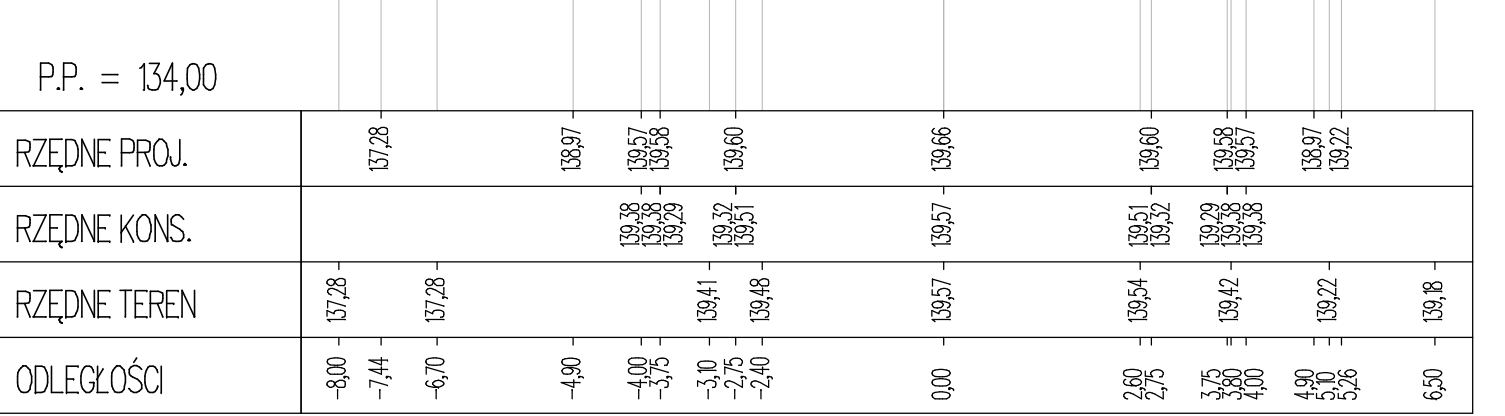 P.P. = 134,00
RZĘDNE PROJ. 137,28 138,97 139,57 139,58 139,60 139,66 139,60 139,58 139,57 138,97 139,22
RZĘDNE KONS. 139,38 139,38 139,29 139,32 139,51 139,57 139,51 139,32 139,29 139,38 139,38
RZĘDNE TEREN 137,28 137,28 139,41 139,48 139,57 139,54 139,42 139,22 139,18
ODLEGŁOŚCI -8,00 -7,44 -6,70 -4,90 -4,00 -3,75 -3,10 -2,75 -2,40 0,00 2,60 2,75 3,75 3,80 4,00 4,90 5,10 5,26 6,50